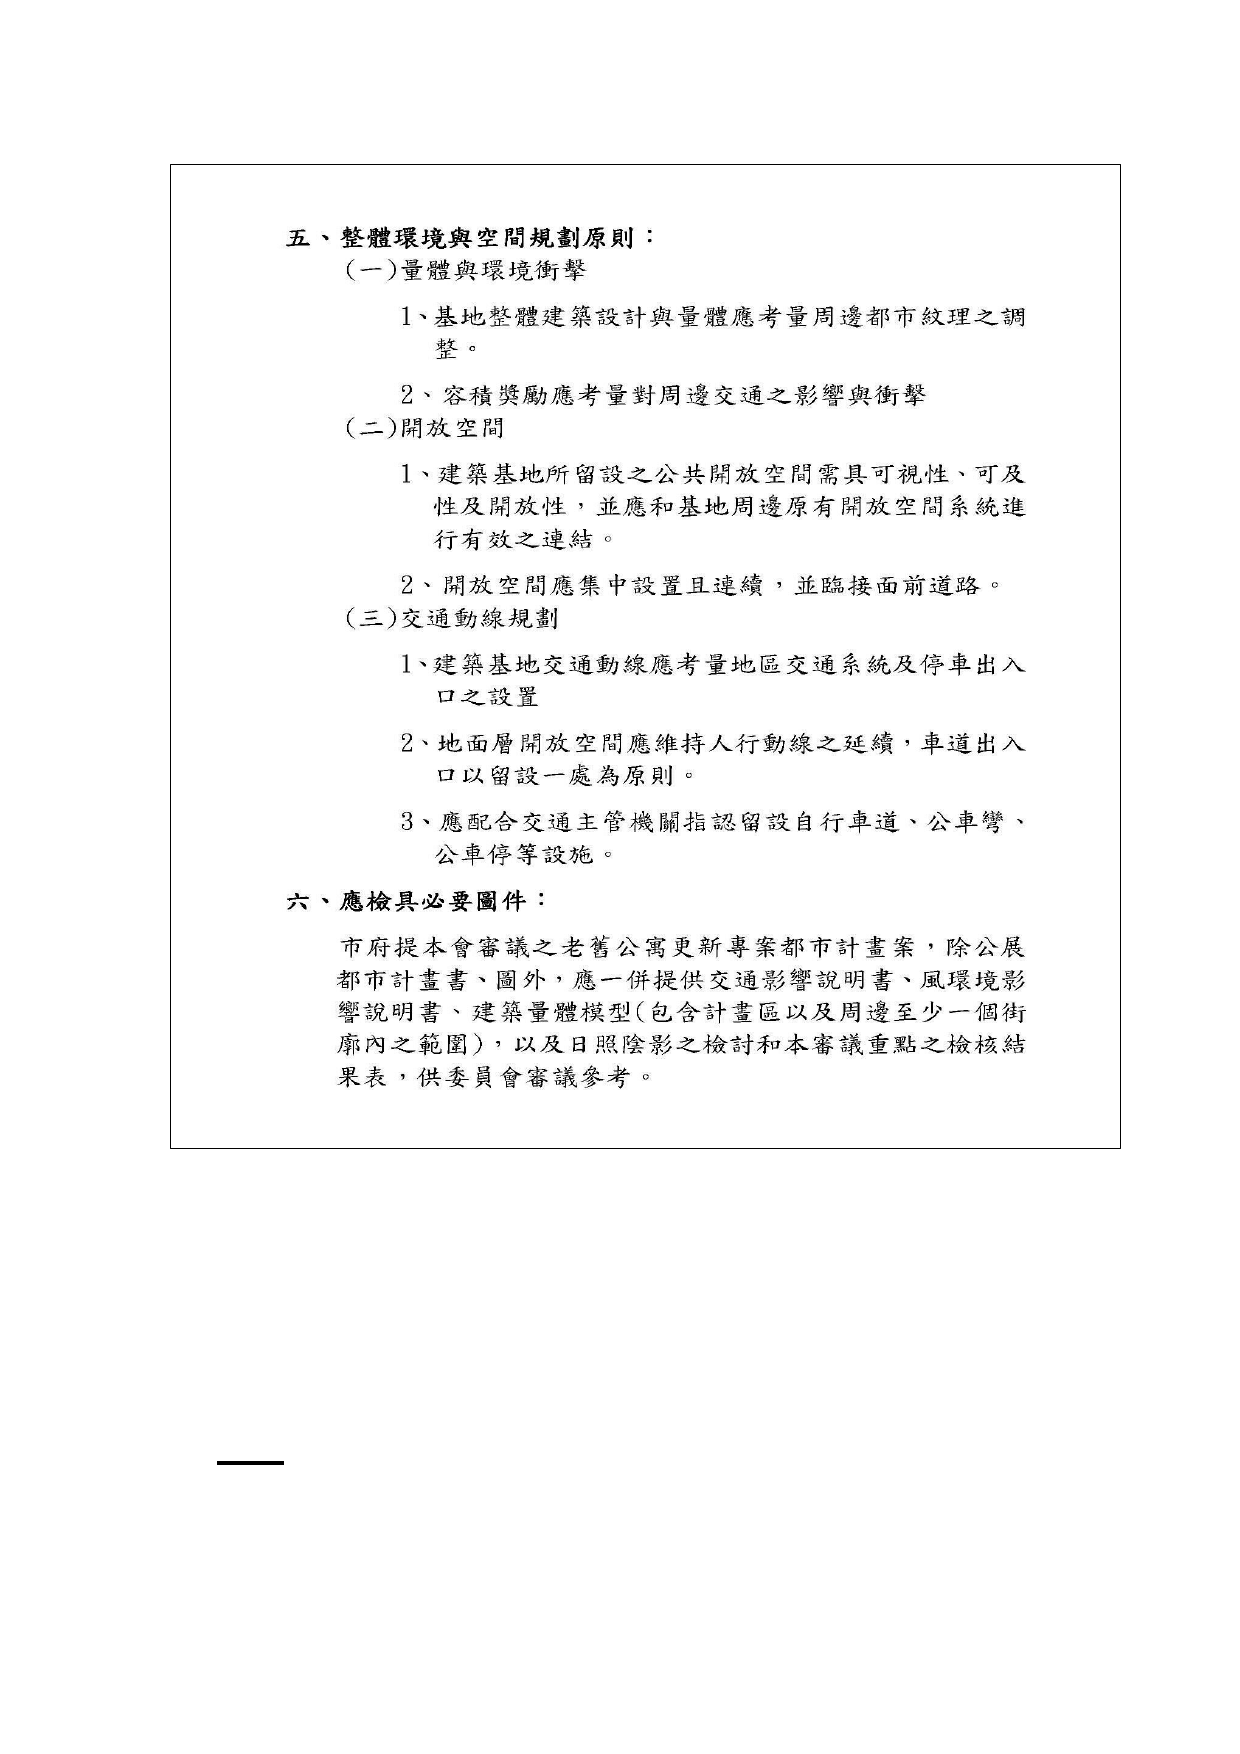 五、整體環境與空間規劃原則：
(一)量體與環境衝擊
1、基地整體建築設計與量體應考量周邊都市紋理之調
整。
2、容積獎勵應考量對周邊交通之影響與衝擊
(二)開放空間
1、建築基地所留設之公共開放空間需具可視性、可及
性及開放性，並應和基地周邊原有開放空間系統進
行有效之連結。
2、開放空間應集中設置且連續，並臨接面前道路。
(三)交通動線規劃
1、建築基地交通動線應考量地區交通系統及停車出入
口之設置
2、地面層開放空間應維持人行動線之延續，車道出入
口以留設一處為原則。
3、應配合交通主管機關指認留設自行車道、公車彎、
公車停等設施。
六、應檢具必要圖件：
市府提本會審議之老舊公寓更新專案都市計畫案，除公展
都市計畫書、圖外，應一併提供交通影響說明書、風環境影
響說明書、建築量體模型(包含計畫區以及周邊至少一個街
廓內之範圍)，以及日照陰影之檢討和本審議重點之檢核結
果表，供委員會審議參考。